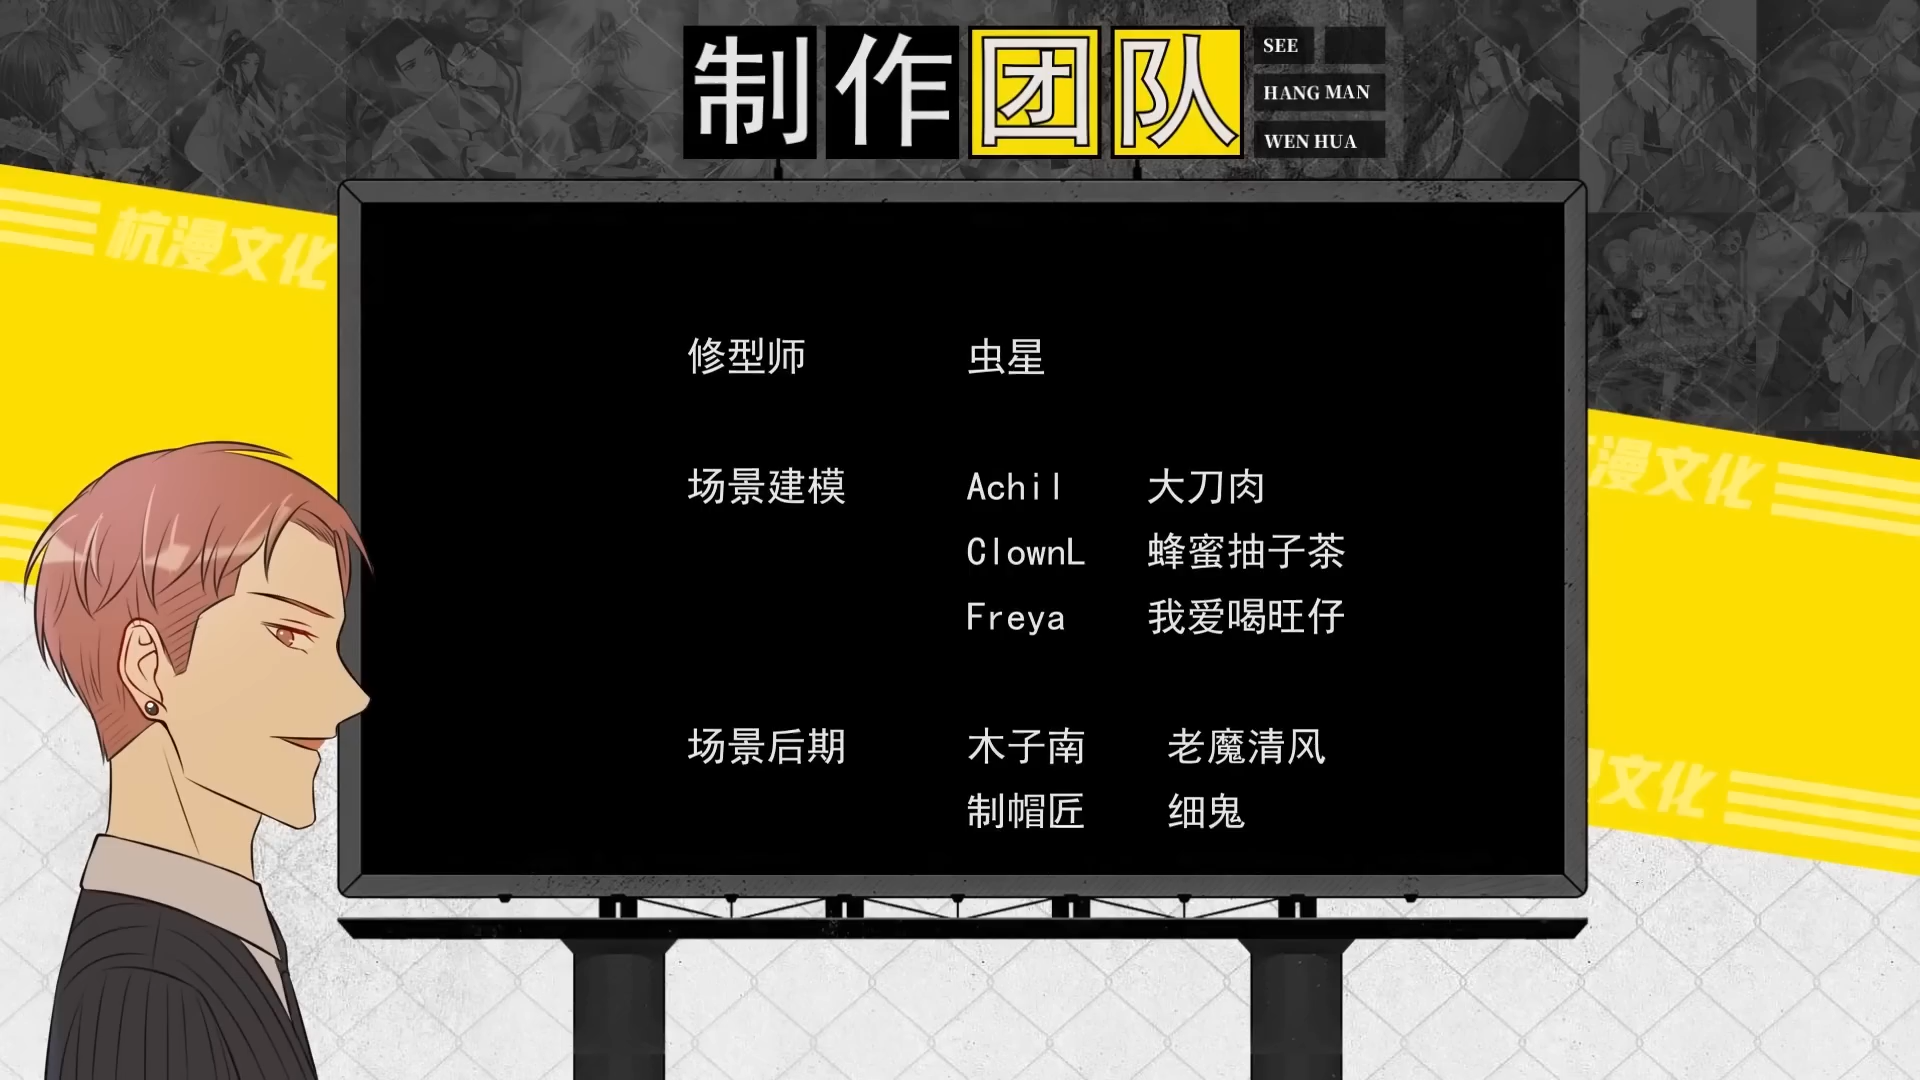 制作团队
SEE
HANG MAN
WEN HUA
杭漫文化
修型师 虫星
漫文化
场景建模 Achil 大刀肉
ClownL 蜂蜜抽子茶
Freya 我爱喝旺仔
场景后期 木子南 老魔清风
文化
制帽匠 细鬼